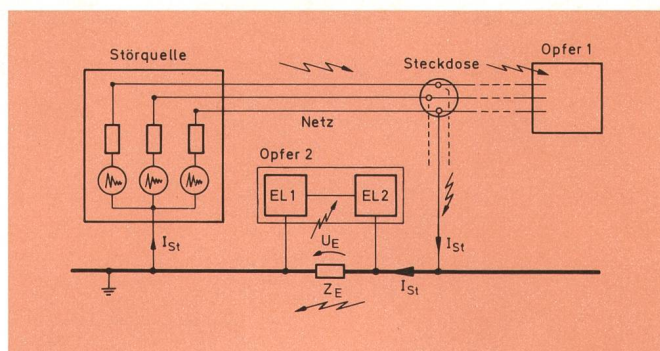 Störquelle
Steckdose
Opfer 1
Netz
Opfer 2
EL1
EL2
I_St
U_E
I_St
I_St
Z_E